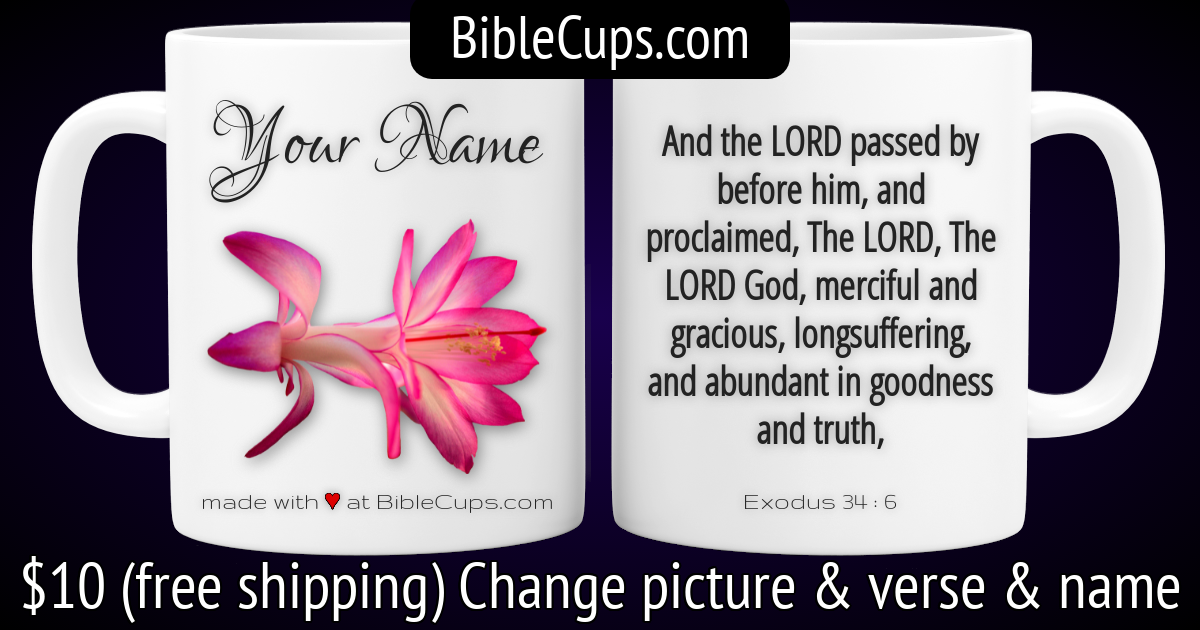 BibleCups.com
Your Name
made with ♥ at BibleCups.com
And the LORD passed by
before him, and
proclaimed, The LORD, The
LORD God, merciful and
gracious, longsuffering,
and abundant in goodness
and truth,
Exodus 34 : 6
$10 (free shipping) Change picture & verse & name